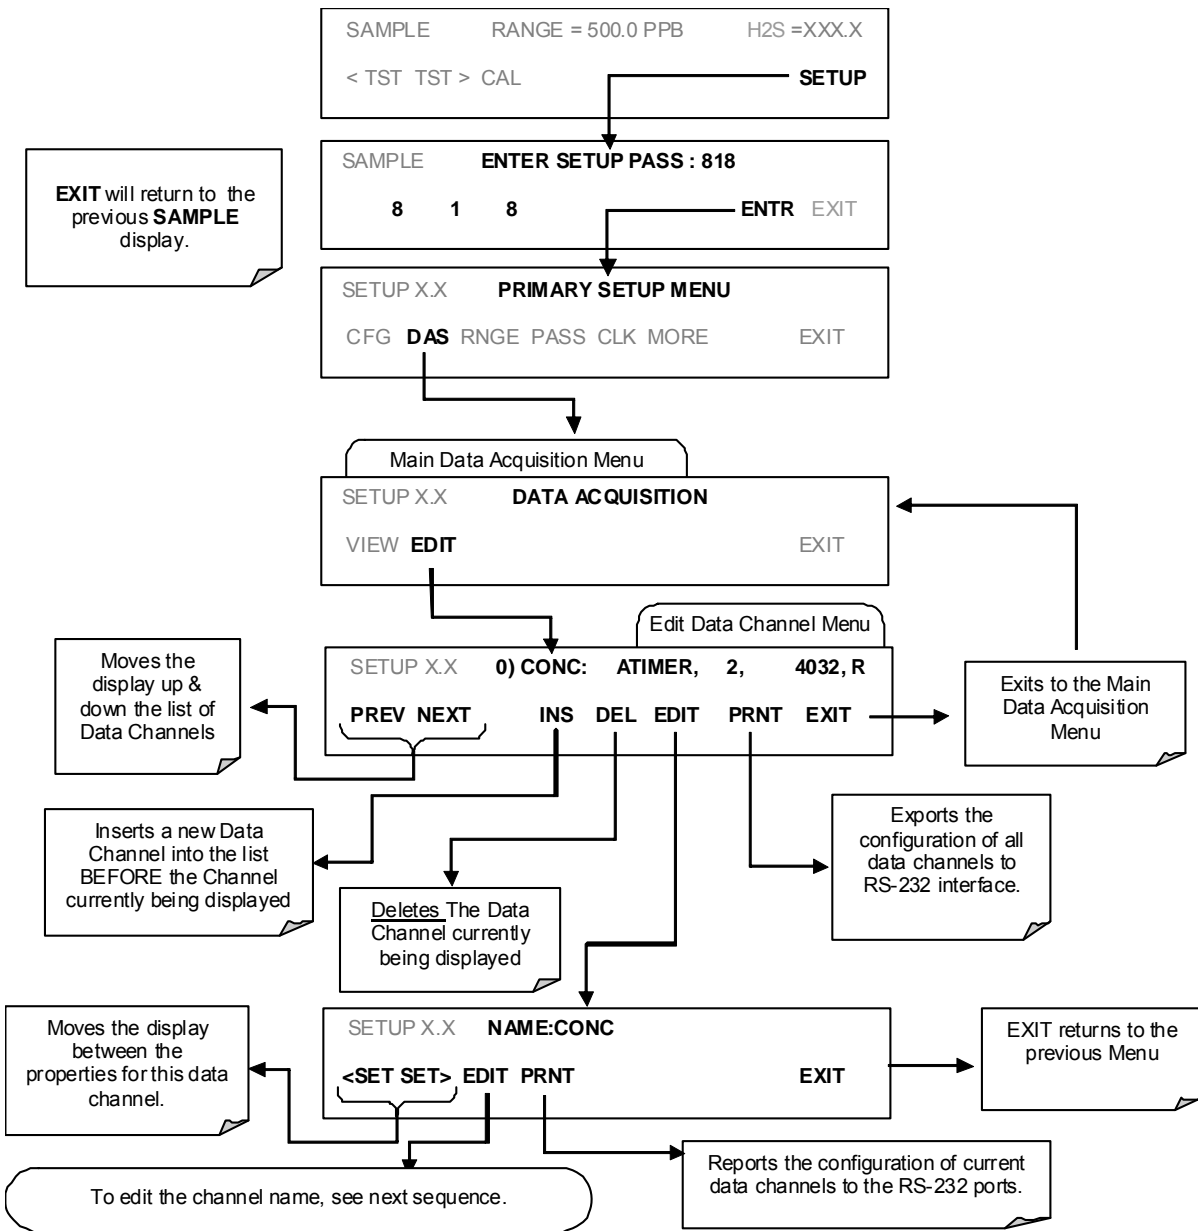 SAMPLE RANGE = 500.0 PPB H2S =XXX.X
< TST TST > CAL SETUP
SAMPLE ENTER SETUP PASS : 818
8 1 8 ENTR EXIT
EXIT will return to the
previous SAMPLE
display.
SETUP X.X PRIMARY SETUP MENU
CFG DAS RNGE PASS CLK MORE EXIT
Main Data Acquisition Menu
SETUP X.X DATA ACQUISITION
VIEW EDIT EXIT
Edit Data Channel Menu
SETUP X.X 0) CONC: ATIMER, 2, 4032, R
PREV NEXT INS DEL EDIT PRNT EXIT
Moves the
display up &
down the list of
Data Channels
Exits to the Main
Data Acquisition
Menu
Inserts a new Data
Channel into the list
BEFORE the Channel
currently being displayed
Deletes The Data
Channel currently
being displayed
Exports the
configuration of all
data channels to
RS-232 interface.
SETUP X.X NAME:CONC
<SET SET> EDIT PRNT EXIT
Moves the display
between the
properties for this data
channel.
EXIT returns to the
previous Menu
To edit the channel name, see next sequence.
Reports the configuration of current
data channels to the RS-232 ports.